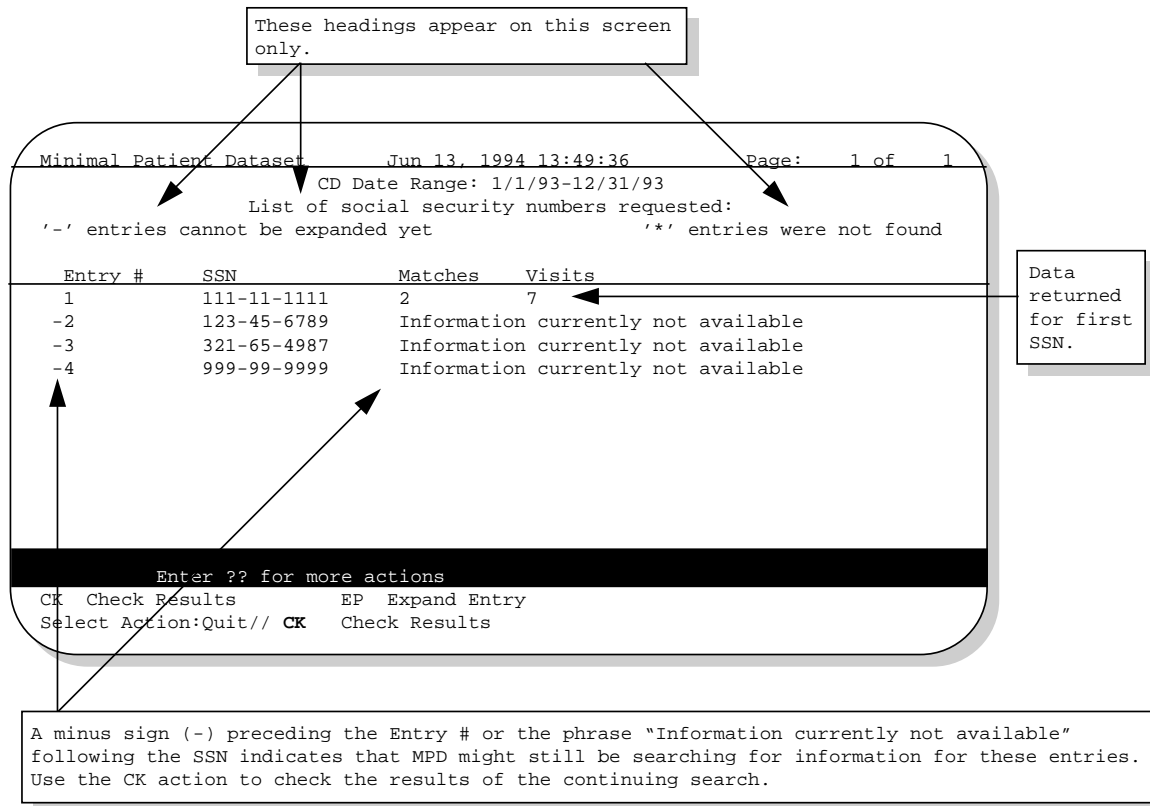 These headings appear on this screen
only.
Minimal Patient Dataset Jun 13, 1994 13:49:36 Page: 1 of 1
CD Date Range: 1/1/93-12/31/93
List of social security numbers requested:
'-' entries cannot be expanded yet '*' entries were not found
Entry # SSN Matches Visits
1 111-11-1111 2 7
-2 123-45-6789 Information currently not available
-3 321-65-4987 Information currently not available
-4 999-99-9999 Information currently not available
Data
returned
for first
SSN.
Enter ?? for more actions
CK Check Results EP Expand Entry
Select Action:Quit// CK Check Results
A minus sign (-) preceding the Entry # or the phrase “Information currently not available”
following the SSN indicates that MPD might still be searching for information for these entries.
Use the CK action to check the results of the continuing search.